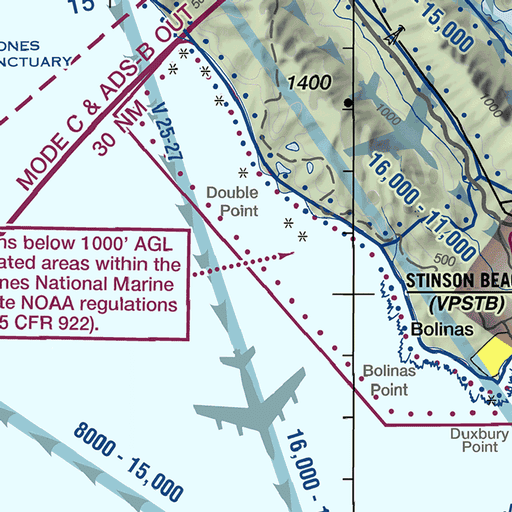 15
ONES
NCTUARY
MODE C & ADS-B OUT
30 NM
V 25-27
15,000
1400
1000
1000
16,000 - 11,000
500
Double
Point
ns below 1000' AGL
ated areas within the
nes National Marine
te NOAA regulations
5 CFR 922).
STINSON BEAC
(VPSTB)
Bolinas
Bolinas
Point
Duxbury
Point
8000 - 15,000
16,000 - 1